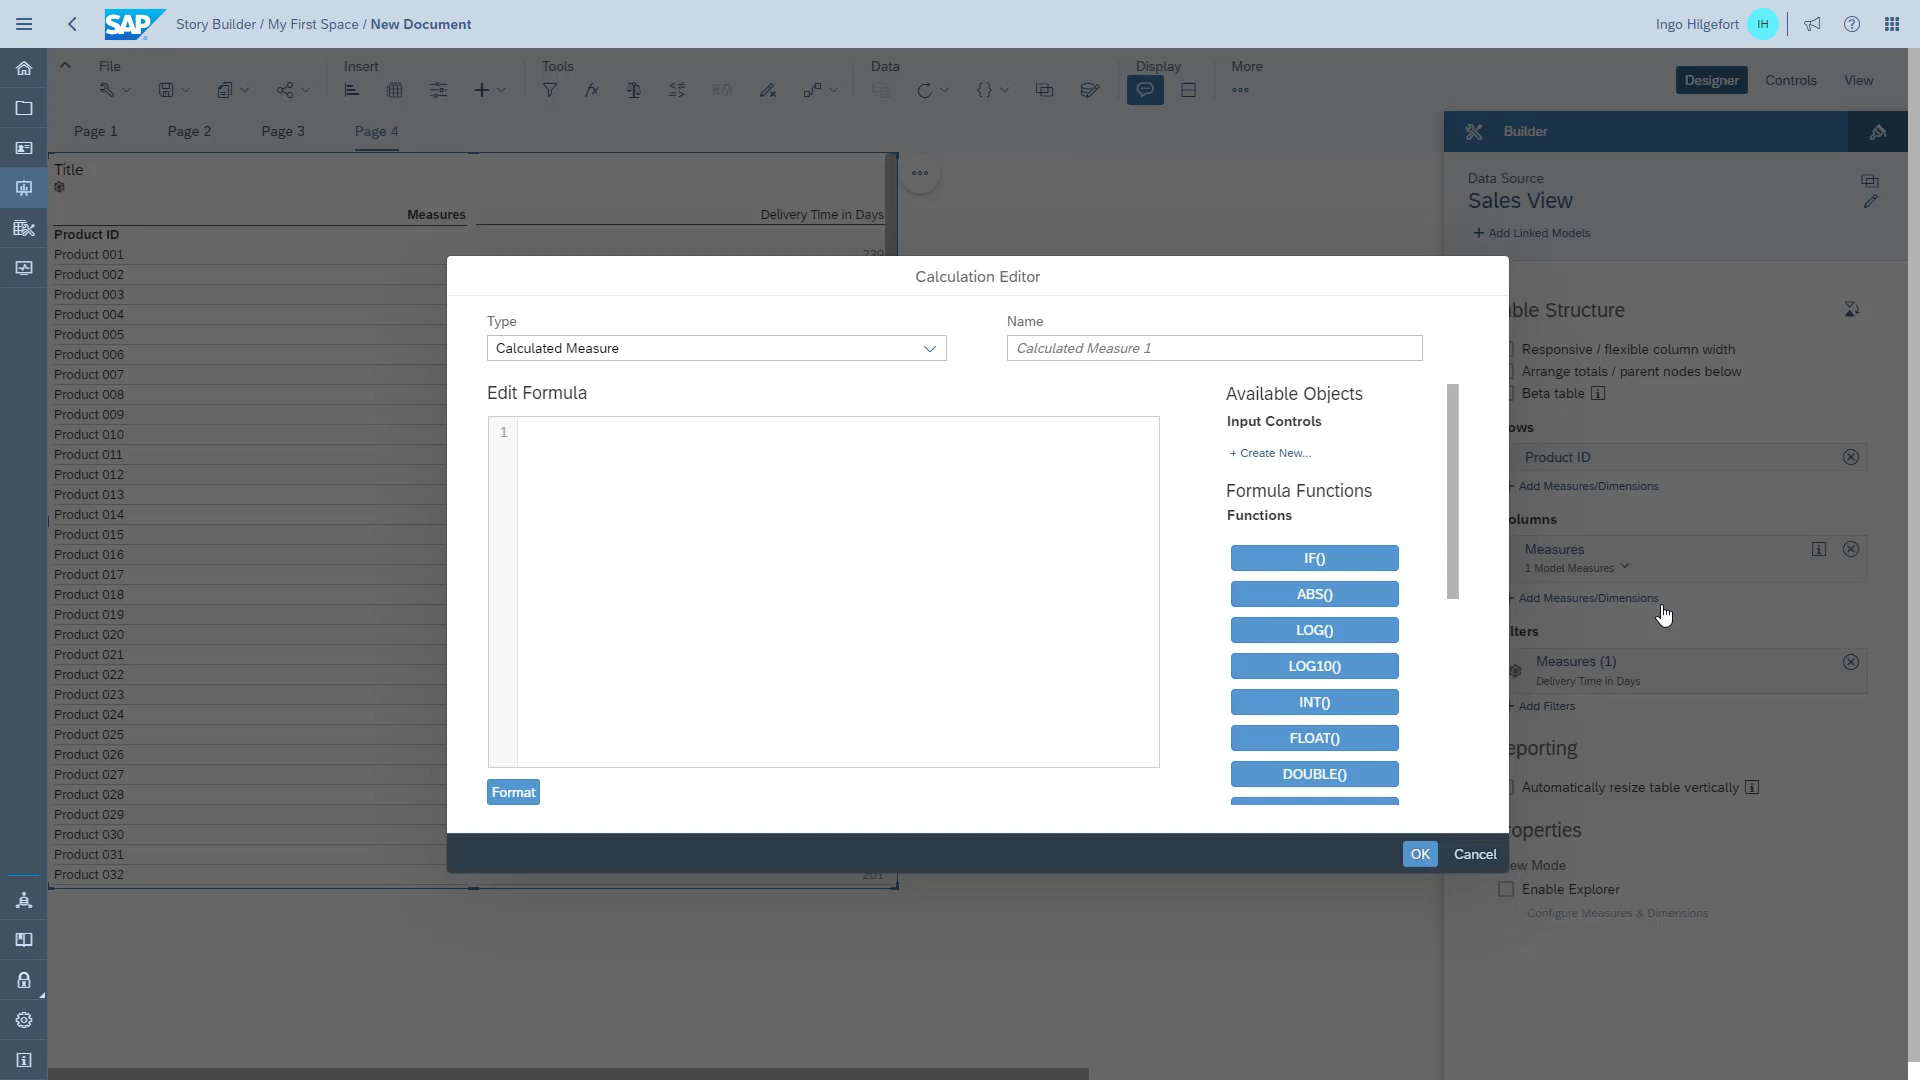 SAP
Story Builder / My First Space / New Document
Ingo Hilgefort
IH
File
Insert
Tools
Data
Display
More
Designer
Controls
View
Page 1
Page 2
Page 3
Page 4
Builder
Title
Measures
Delivery Time in Days
Product ID
Product 001
Product 002
Product 003
Product 004
Product 005
Product 006
Product 007
Product 008
Product 009
Product 010
Product 011
Product 012
Product 013
Product 014
Product 015
Product 016
Product 017
Product 018
Product 019
Product 020
Product 021
Product 022
Product 023
Product 024
Product 025
Product 026
Product 027
Product 028
Product 029
Product 030
Product 031
Product 032
201
Calculation Editor
Type
Calculated Measure
Name
Calculated Measure 1
Edit Formula
1
Format
Available Objects
Input Controls
+ Create New...
Formula Functions
Functions
IF()
ABS()
LOG()
LOG10()
INT()
FLOAT()
DOUBLE()
OK
Cancel
Data Source
Sales View
+ Add Linked Models
ble Structure
Responsive / flexible column width
Arrange totals / parent nodes below
Beta table
ows
Product ID
Add Measures/Dimensions
olumns
Measures
1 Model Measures
Add Measures/Dimensions
lters
Measures (1)
Delivery Time in Days
Add Filters
eporting
Automatically resize table vertically
operties
ew Mode
Enable Explorer
Configure Measures & Dimensions